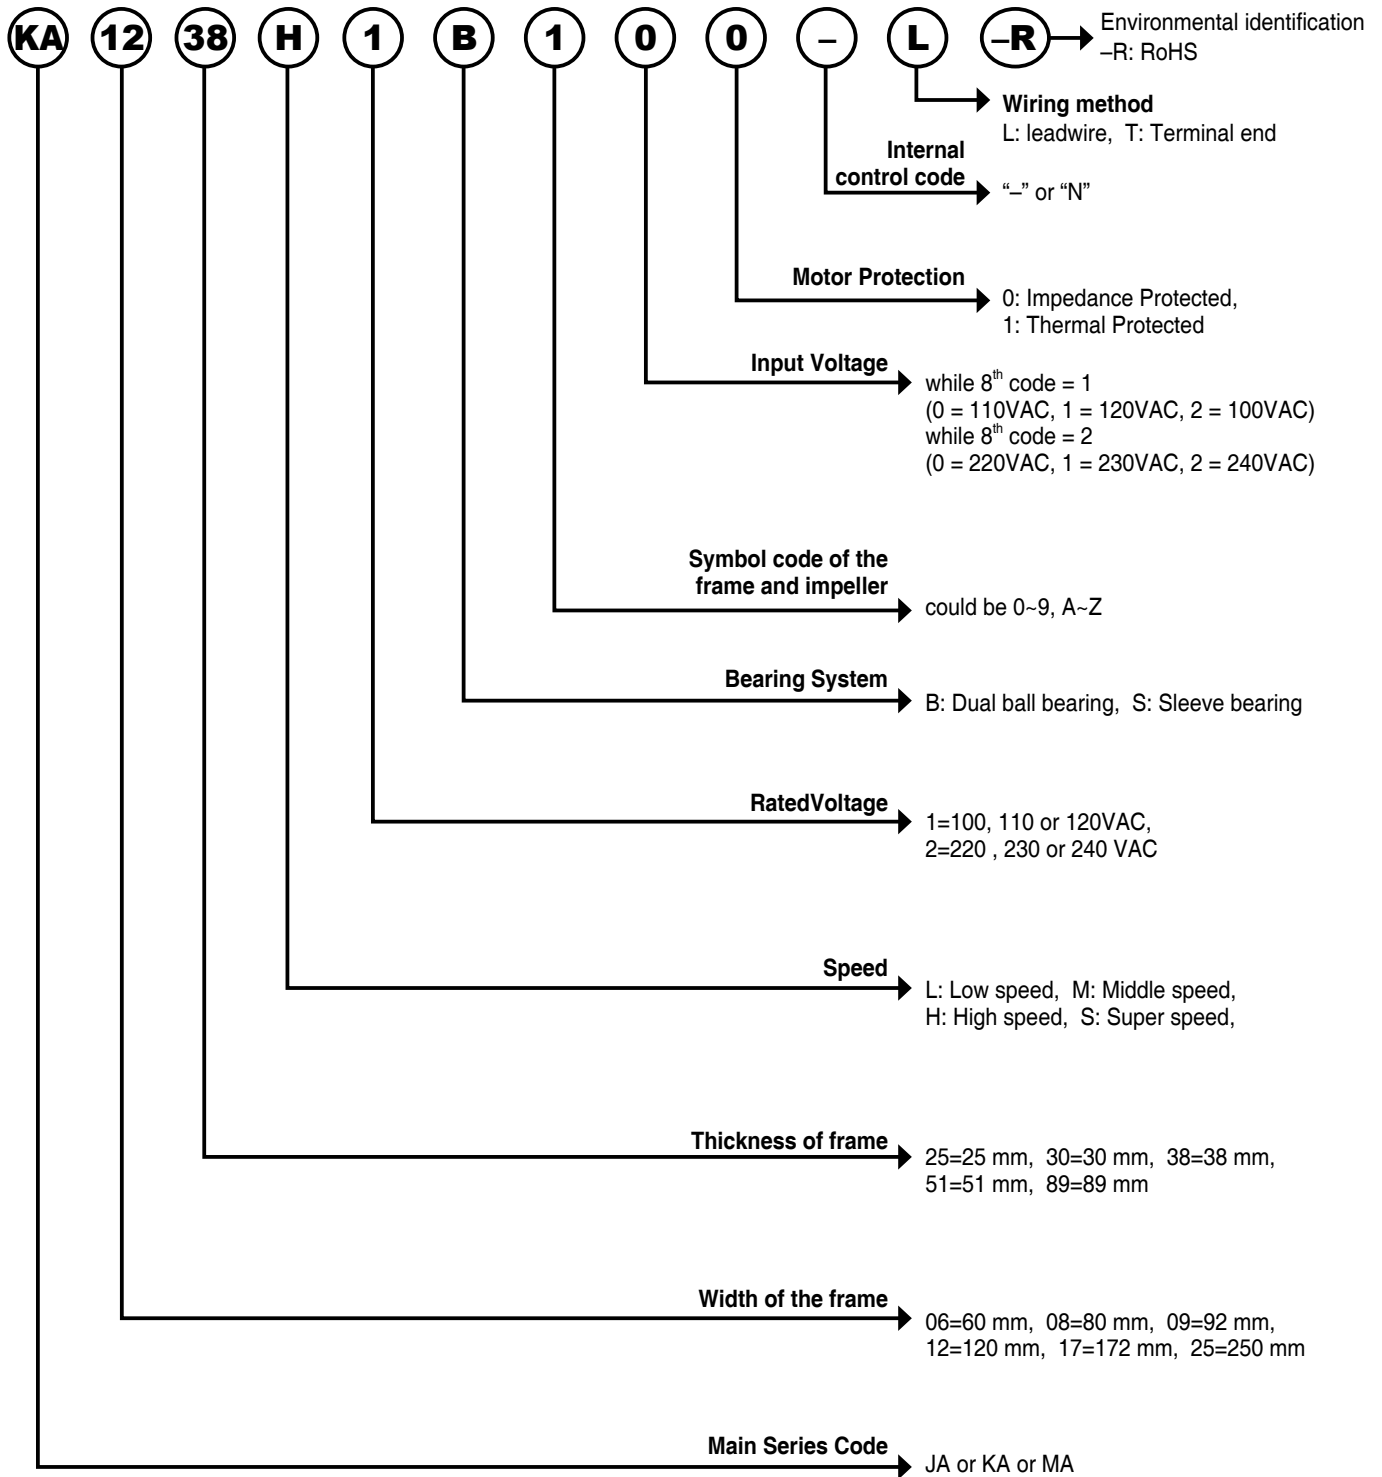 KA 12 38 H 1 B 1 0 0 – L –R
Environmental identification
–R: RoHS
Wiring method
L: leadwire, T: Terminal end
Internal
control code
“–” or “N”
Motor Protection
0: Impedance Protected,
1: Thermal Protected
Input Voltage
while 8th code = 1
(0 = 110VAC, 1 = 120VAC, 2 = 100VAC)
while 8th code = 2
(0 = 220VAC, 1 = 230VAC, 2 = 240VAC)
Symbol code of the
frame and impeller
could be 0~9, A~Z
Bearing System
B: Dual ball bearing, S: Sleeve bearing
RatedVoltage
1=100, 110 or 120VAC,
2=220 , 230 or 240 VAC
Speed
L: Low speed, M: Middle speed,
H: High speed, S: Super speed,
Thickness of frame
25=25 mm, 30=30 mm, 38=38 mm,
51=51 mm, 89=89 mm
Width of the frame
06=60 mm, 08=80 mm, 09=92 mm,
12=120 mm, 17=172 mm, 25=250 mm
Main Series Code
JA or KA or MA